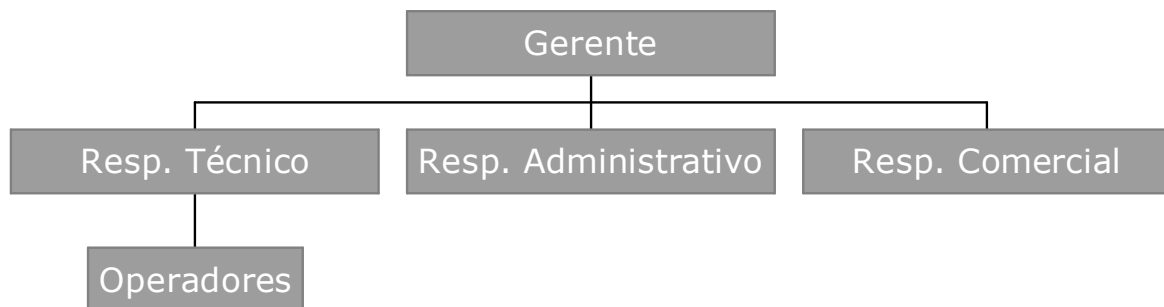 Gerente
Resp. Técnico
Resp. Administrativo
Resp. Comercial
Operadores